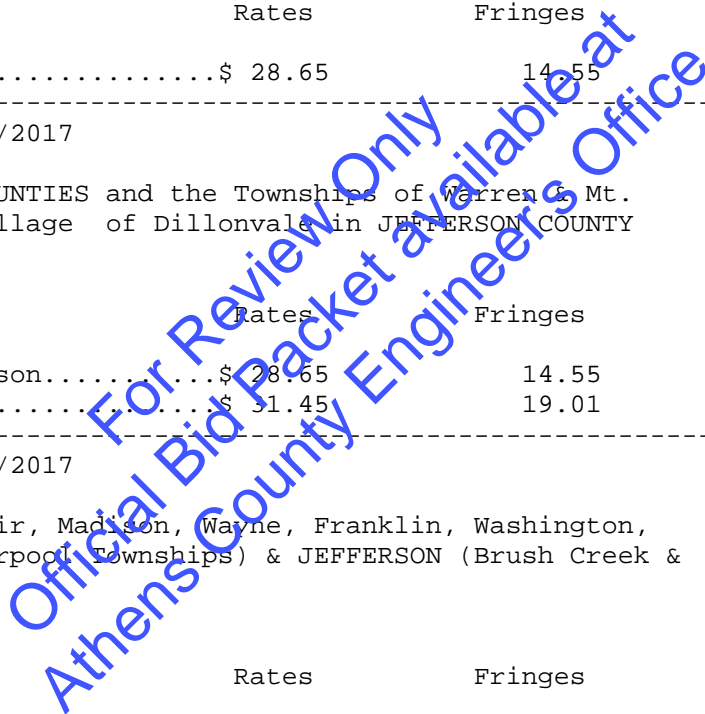 Rates Fringes
..............$ 28.65 14.55
----------------------------------------------
/2017
UNTIES and the Townships of Warren & Mt.
llage of Dillonvale in JEFFERSON COUNTY
Rates Fringes
son...........$ 28.65 14.55
..............$ 31.45 19.01
----------------------------------------------
/2017
ir, Madison, Wayne, Franklin, Washington,
rpool Townships) & JEFFERSON (Brush Creek &
Rates Fringes
For Review Only
Official Bid Packet available at
Athens County Engineer's Office